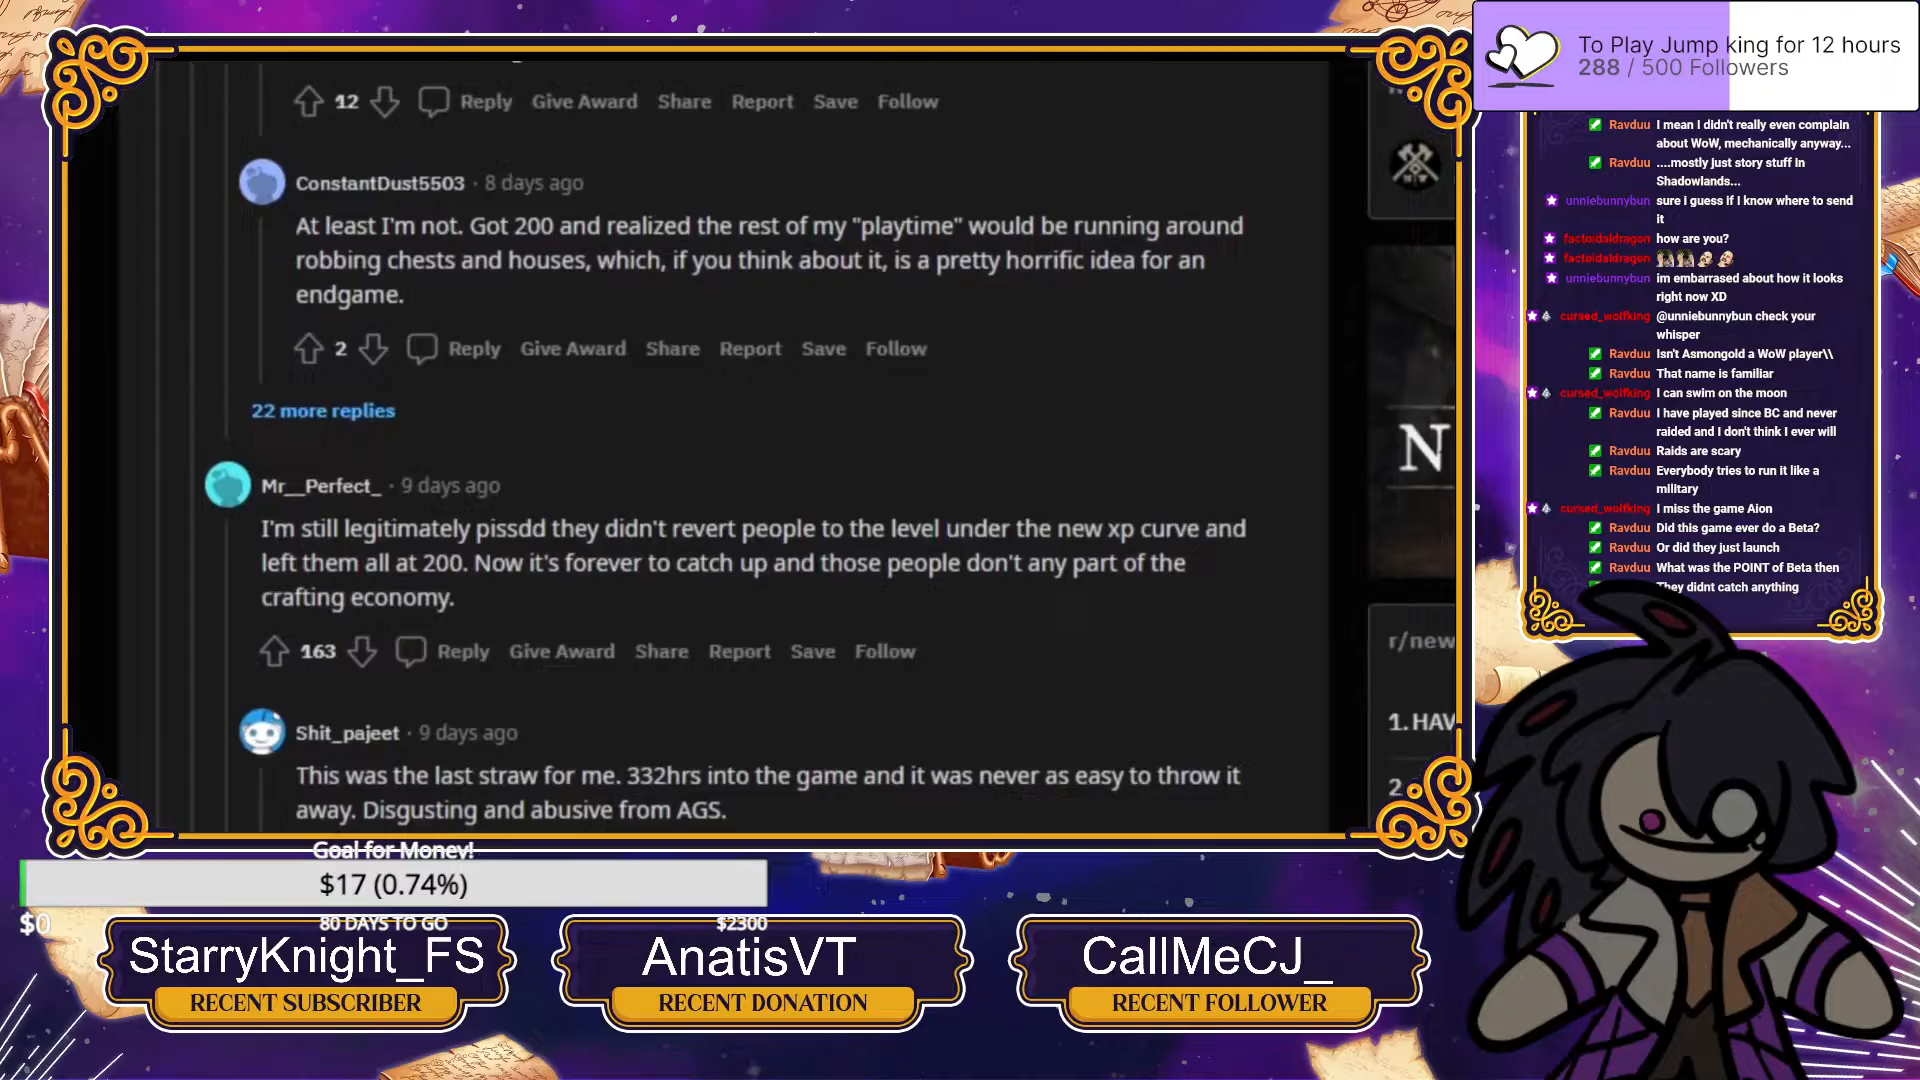 To Play Jump king for 12 hours
288 / 500 Followers
12 Reply Give Award Share Report Save Follow
ConstantDust5503 · 8 days ago
At least I'm not. Got 200 and realized the rest of my "playtime" would be running around
robbing chests and houses, which, if you think about it, is a pretty horrific idea for an
endgame.
2 Reply Give Award Share Report Save Follow
22 more replies
Mr__Perfect_ · 9 days ago
I'm still legitimately pissdd they didn't revert people to the level under the new xp curve and
left them all at 200. Now it's forever to catch up and those people don't any part of the
crafting economy.
163 Reply Give Award Share Report Save Follow
Shit_pajeet · 9 days ago
This was the last straw for me. 332hrs into the game and it was never as easy to throw it
away. Disgusting and abusive from AGS.
N
r/new
1. HAV
2
Ravduu I mean I didn't really even complain
about WoW, mechanically anyway...
Ravduu ....mostly just story stuff in
Shadowlands...
unniebunnybun sure I guess if I know where to send
it
factoidaldragon how are you?
factoidaldragon
unniebunnybun im embarrased about how it looks
right now XD
cursed_wolfking @unniebunnybun check your
whisper
Ravduu Isn't Asmongold a WoW player\\
Ravduu That name is familiar
cursed_wolfking I can swim on the moon
Ravduu I have played since BC and never
raided and I don't think I ever will
Ravduu Raids are scary
Ravduu Everybody tries to run it like a
military
cursed_wolfking I miss the game Aion
Ravduu Did this game ever do a Beta?
Ravduu Or did they just launch
Ravduu What was the POINT of Beta then
They didnt catch anything
Goal for Money!
$17 (0.74%)
$0 80 DAYS TO GO $2300
StarryKnight_FS
RECENT SUBSCRIBER
AnatisVT
RECENT DONATION
CallMeCJ_
RECENT FOLLOWER